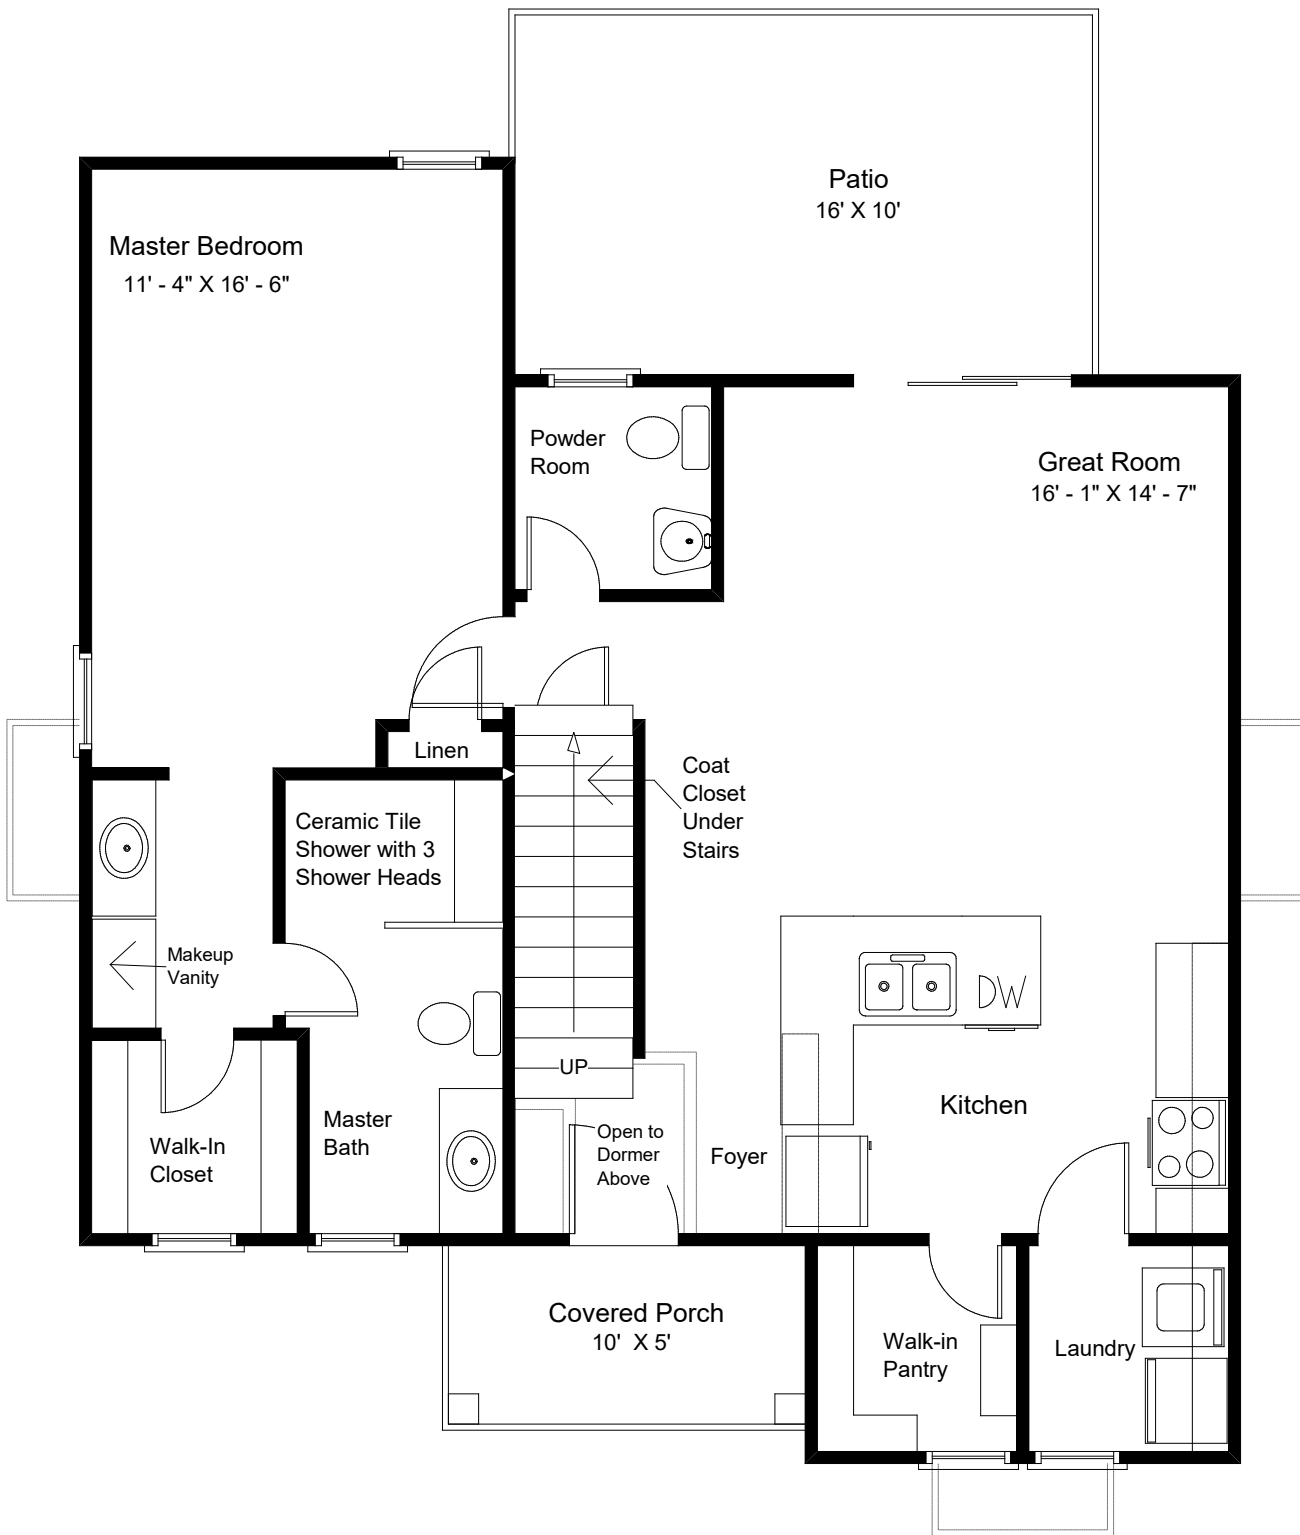 Patio
16' X 10'
Master Bedroom
11' - 4" X 16' - 6"
Powder
Room
Great Room
16' - 1" X 14' - 7"
Linen
Coat
Closet
Under
Stairs
Ceramic Tile
Shower with 3
Shower Heads
Makeup
Vanity
DW
UP
Kitchen
Master
Bath
Open to
Dormer
Above
Foyer
Walk-In
Closet
Covered Porch
10' X 5'
Walk-in
Pantry
Laundry